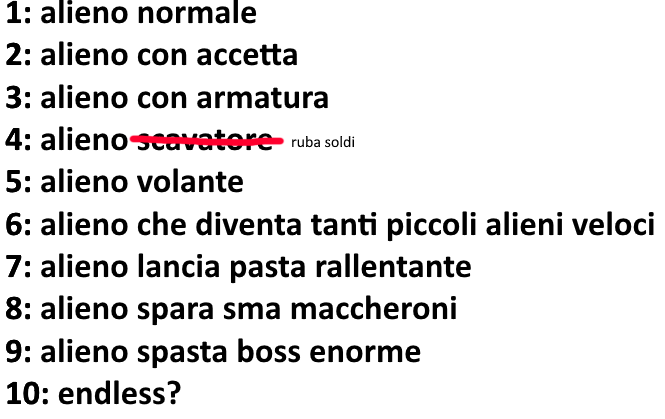 1: alieno normale
2: alieno con accetta
3: alieno con armatura
4: alieno scavatore ruba soldi
5: alieno volante
6: alieno che diventa tanti piccoli alieni veloci
7: alieno lancia pasta rallentante
8: alieno spara sma maccheroni
9: alieno spasta boss enorme
10: endless?